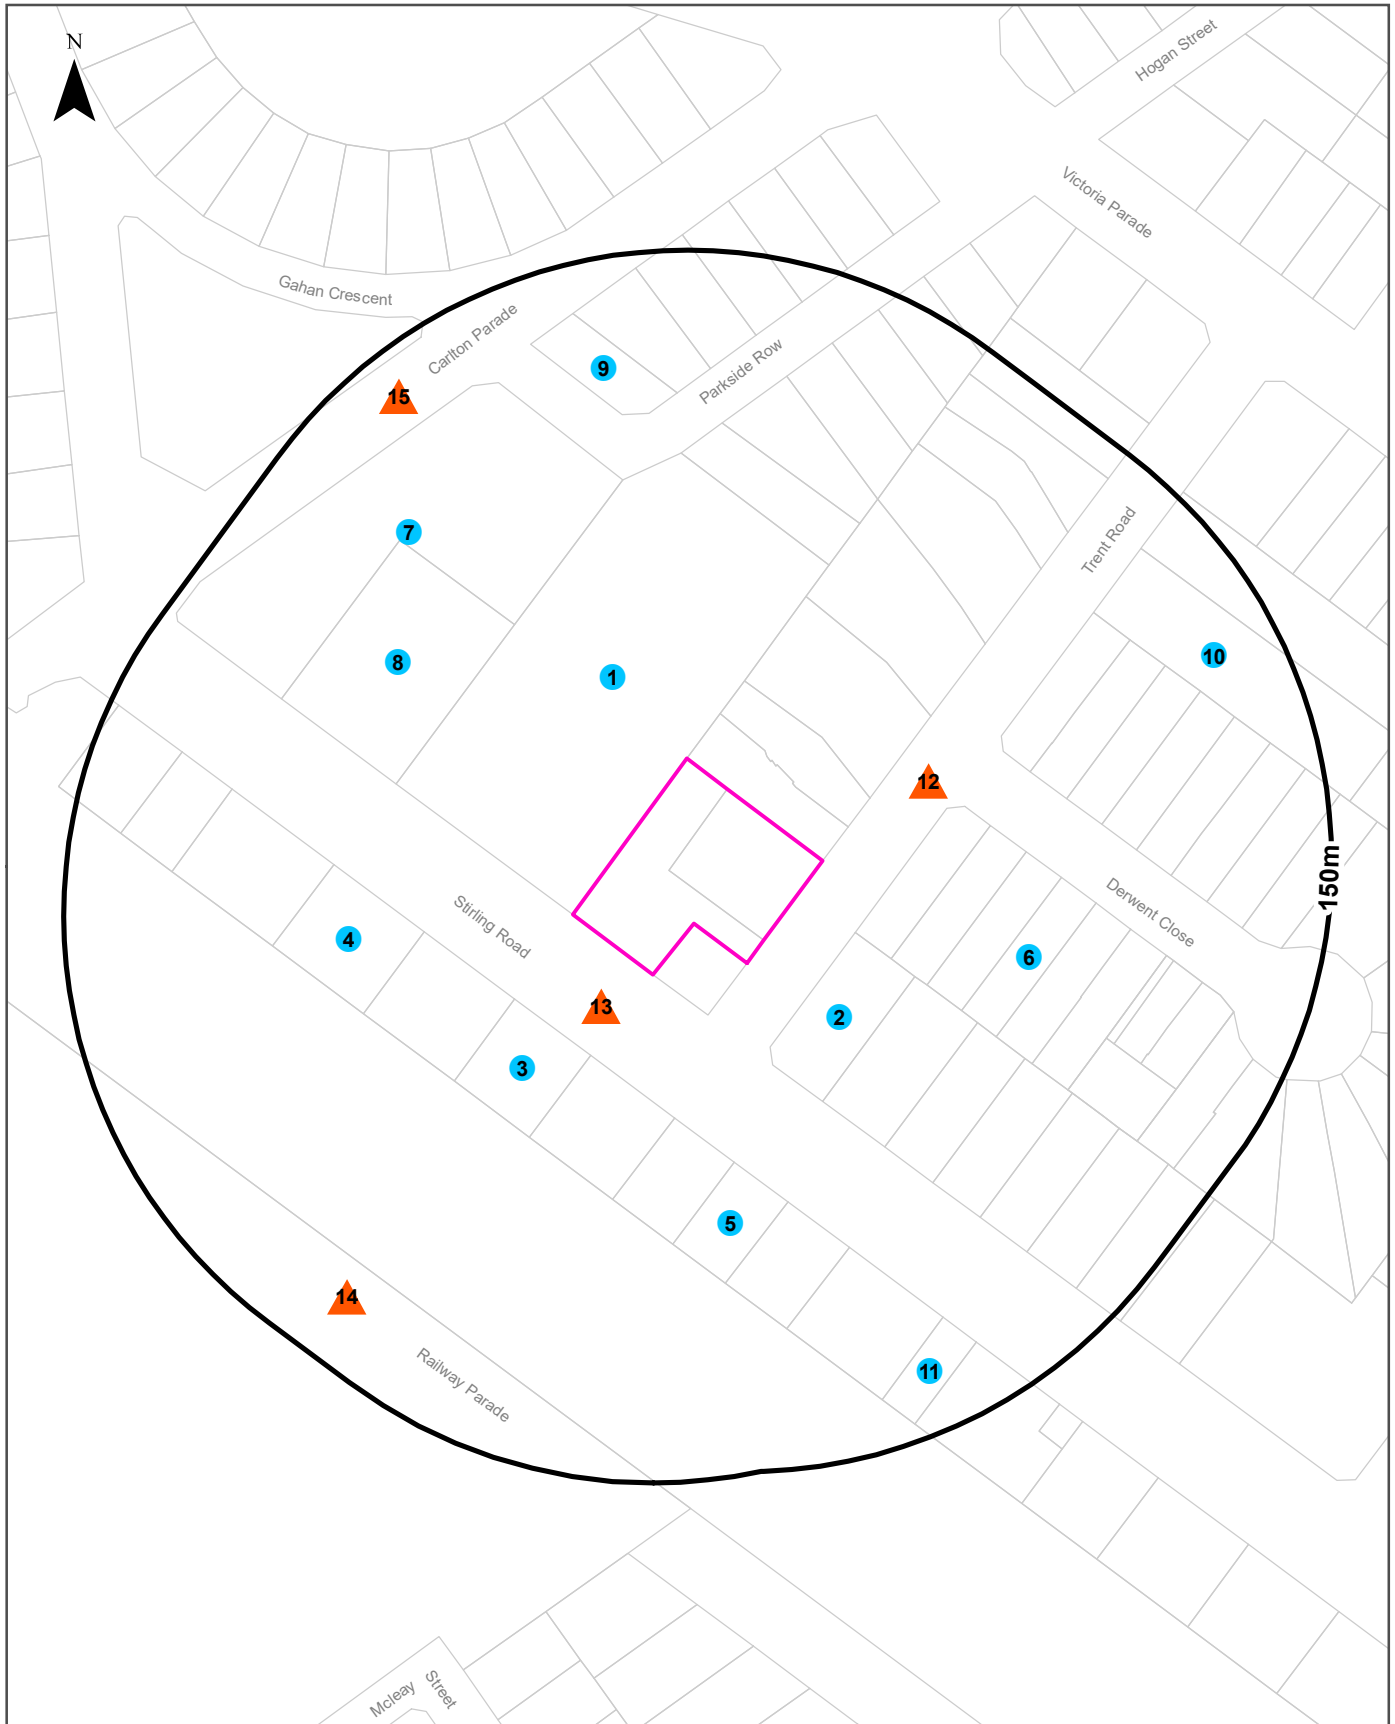 Hogan Street
N
Victoria Parade
Gahan Crescent
Carlton Parade
Parkside Row
9
15
7
Trent Road
8
1
10
12
150m
Derwent Close
Stirling Road
4
6
13
2
3
5
14
Railway Parade
11
Mcleay
Street